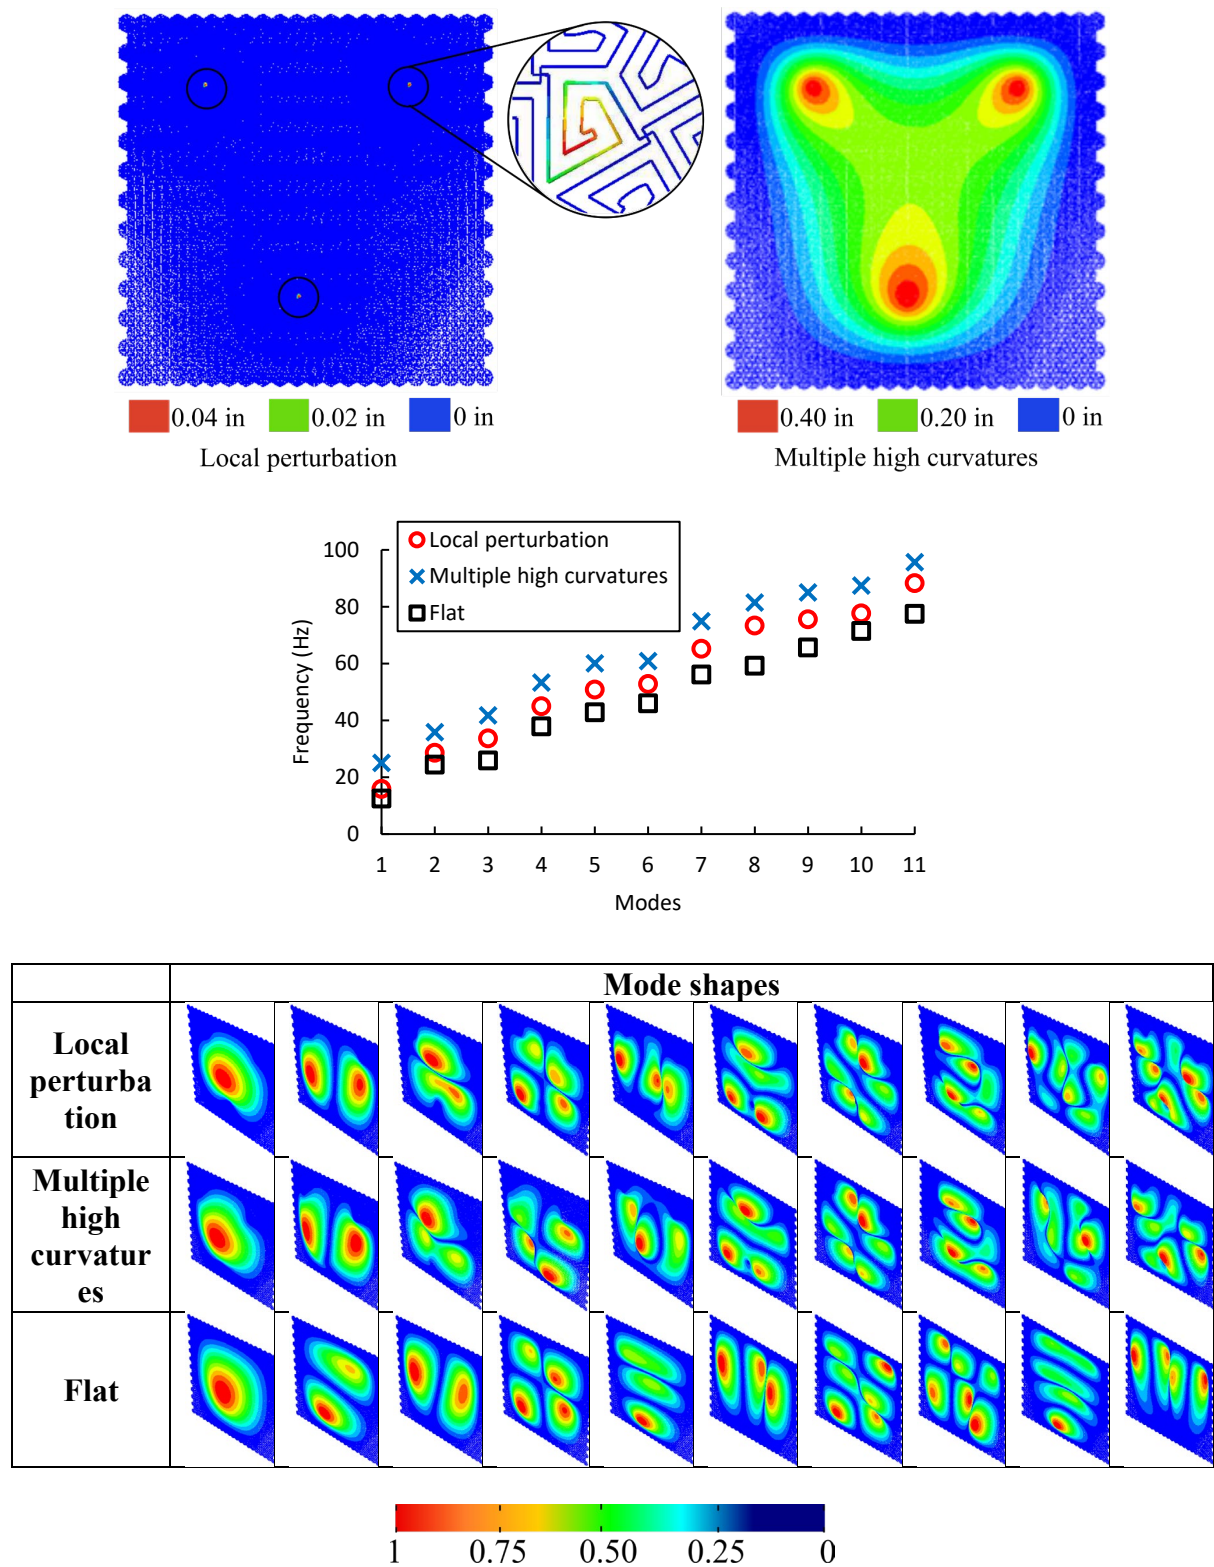 0.04 in 0.02 in 0 in
Local perturbation
0.40 in 0.20 in 0 in
Multiple high curvatures
Local perturbation
Multiple high curvatures
Flat
Frequency (Hz)
100
80
60
40
20
0
1 2 3 4 5 6 7 8 9 10 11
Modes
Mode shapes
Local
perturba
tion
Multiple
high
curvatur
es
Flat
1 0.75 0.50 0.25 0